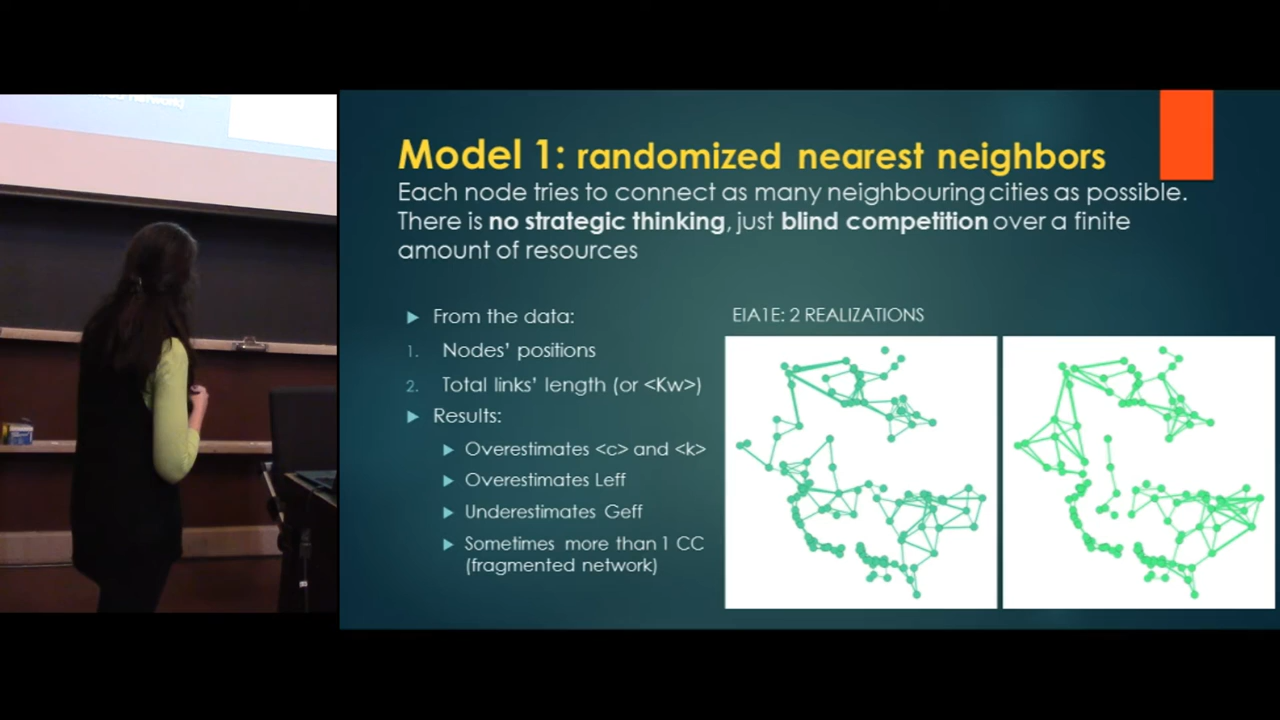 Model 1: randomized nearest neighbors
Each node tries to connect as many neighbouring cities as possible.
There is no strategic thinking, just blind competition over a finite
amount of resources
From the data:
1. Nodes' positions
2. Total links' length (or <Kw>)
Results:
Overestimates <c> and <k>
Overestimates Leff
Underestimates Geff
Sometimes more than 1 CC
(fragmented network)
EIA1E: 2 REALIZATIONS